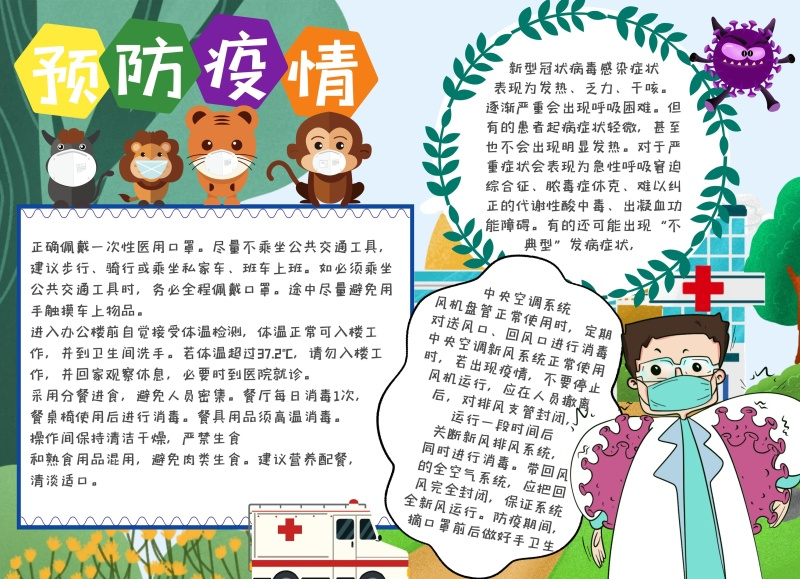 预防疫情
正确佩戴一次性医用口罩。尽量不乘坐公共交通工具，
建议步行、骑行或乘坐私家车、班车上班。如必须乘坐
公共交通工具时，务必全程佩戴口罩。途中尽量避免用
手触摸车上物品。
进入办公楼前自觉接受体温检测，体温正常可入楼工
作，并到卫生间洗手。若体温超过37.2℃，请勿入楼工
作，并回家观察休息，必要时到医院就诊。
采用分餐进食，避免人员密集。餐厅每日消毒1次，
餐桌椅使用后进行消毒。餐具用品须高温消毒。
操作间保持清洁干燥，严禁生食
和熟食用品混用，避免肉类生食。建议营养配餐，
清淡适口。
新型冠状病毒感染症状
表现为发热、乏力、干咳。
逐渐严重会出现呼吸困难。但
有的患者起病症状轻微，甚至
也不会出现明显发热。对于严
重症状会表现为急性呼吸窘迫
综合征、脓毒症休克、难以纠
正的代谢性酸中毒、出凝血功
能障碍。有的还可能出现“不
典型”发病症状，
中央空调系统
风机盘管正常使用时，定期
对送风口、回风口进行消毒
中央空调新风系统正常使用
时，若出现疫情，不要停止
风机运行，应在人员撤离
后，对排风支管封闭，
运行一段时间后
关断新风排风系统，
同时进行消毒。带回风
的全空气系统，应把回
风完全封闭，保证系统
全新风运行。防疫期间，
摘口罩前后做好手卫生